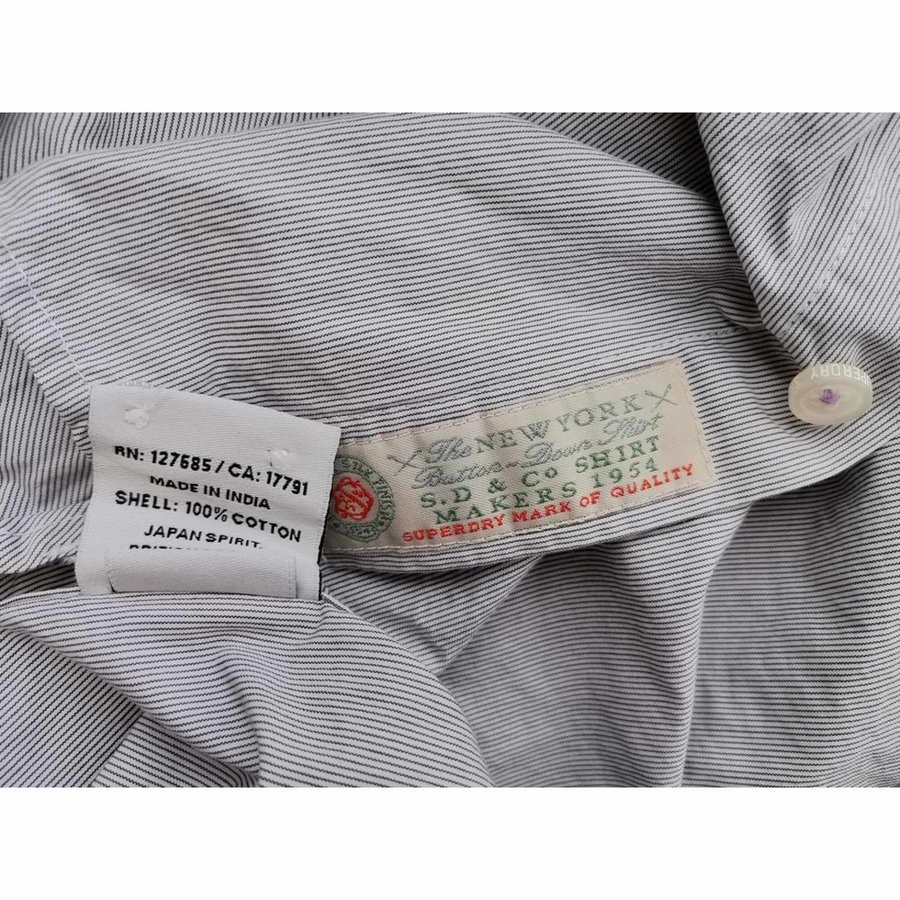 RN: 127685 / CA: 17791
MADE IN INDIA
SHELL: 100% COTTON
JAPAN SPIRIT.
The NEW YORK
Button-Down Shirt
S.D & Co SHIRT
MAKERS 1954
SUPERDRY MARK OF QUALITY